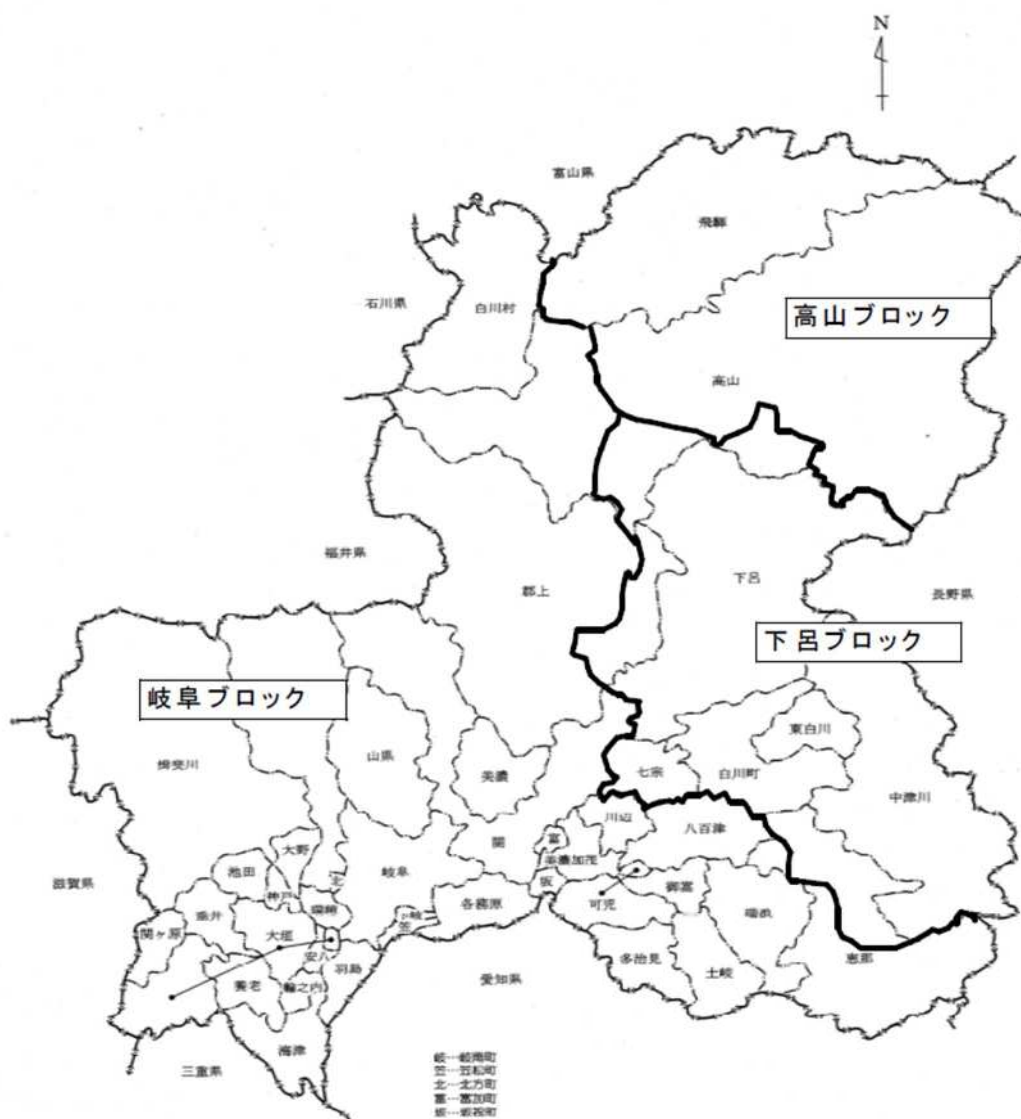 N
富山県
飛騨
石川県
白川村
高山ブロック
高山
福井県
郡上
下呂
長野県
下呂ブロック
岐阜ブロック
揖斐川
山県
美濃
東白川
七宗
白川町
中津川
川辺
八百津
関
富
美濃加茂
大野
池田
北
岐阜
坂
滋賀県
神戸
瑞穂
各務原
可児
御嵩
瑞浪
垂井
岐
笠
関ケ原
大垣
安八
羽島
多治見
土岐
恵那
養老
輪之内
愛知県
海津
三重県
岐…岐南町
笠…笠松町
北…北方町
富…富加町
坂…坂祝町